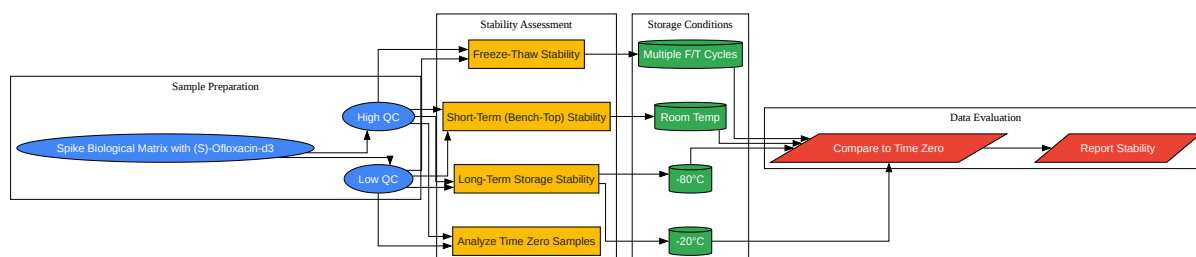 Stability Assessment
Storage Conditions
Freeze-Thaw Stability
Multiple F/T Cycles
Sample Preparation
High QC
Short-Term (Bench-Top) Stability
Room Temp
Data Evaluation
Spike Biological Matrix with (S)-Ofloxacin-d3
Compare to Time Zero
Report Stability
Low QC
Long-Term Storage Stability
-80°C
Analyze Time Zero Samples
-20°C